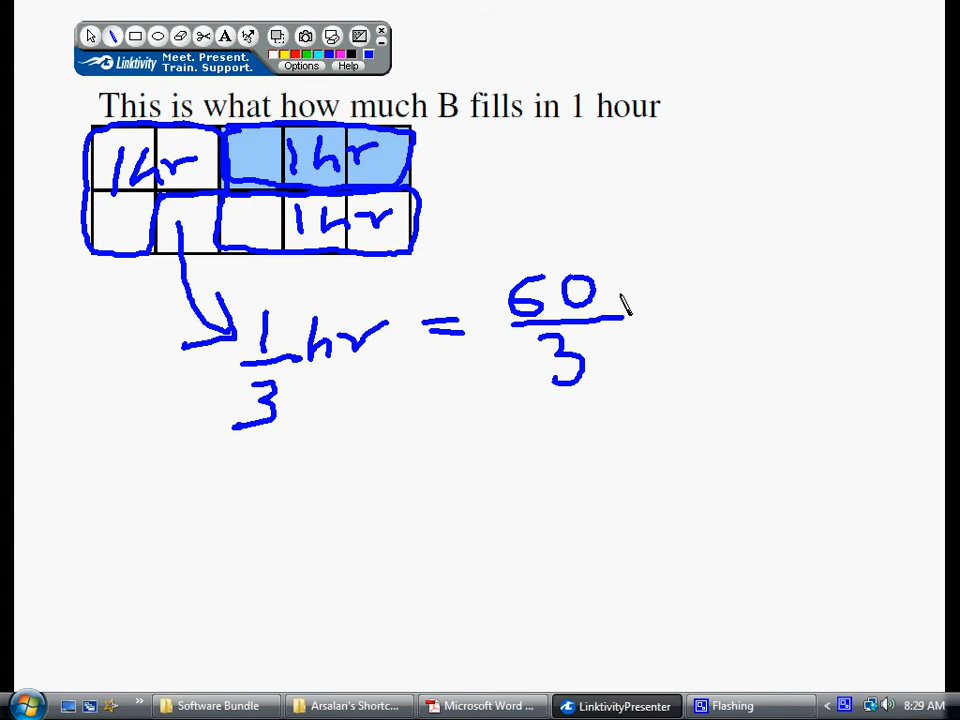 Linktivity
Meet. Present.
Train. Support.
A
Options
Help
This is what how much B fills in 1 hour
1hr
1hr
1hr
1/3 hr = 60/3
Software Bundle
Arsalan's Shortc...
Microsoft Word ...
LinktivityPresenter
Flashing
8:29 AM